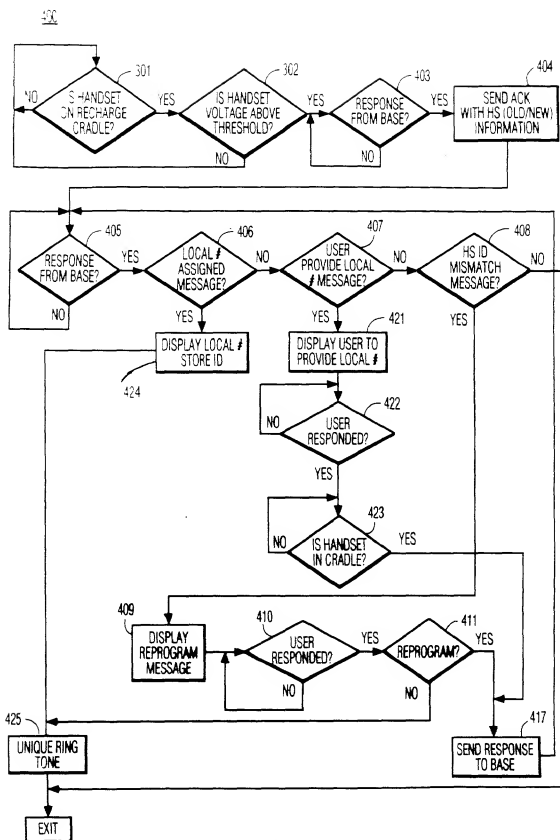 400
301
302
403
404
IS HANDSET
ON RECHARGE
CRADLE?
NO
YES
IS HANDSET
VOLTAGE ABOVE
THRESHOLD?
YES
NO
RESPONSE
FROM BASE?
YES
NO
SEND ACK
WITH HS (OLD/NEW)
INFORMATION
405
406
407
408
RESPONSE
FROM BASE?
YES
NO
LOCAL #
ASSIGNED
MESSAGE?
NO
YES
USER
PROVIDE LOCAL
# MESSAGE?
NO
YES
HS ID
MISMATCH
MESSAGE?
NO
YES
DISPLAY LOCAL #
STORE ID
424
421
DISPLAY USER TO
PROVIDE LOCAL #
422
USER
RESPONDED?
NO
YES
423
IS HANDSET
IN CRADLE?
NO
YES
409
DISPLAY
REPROGRAM
MESSAGE
410
USER
RESPONDED?
YES
NO
411
REPROGRAM?
YES
NO
425
UNIQUE RING
TONE
417
SEND RESPONSE
TO BASE
EXIT